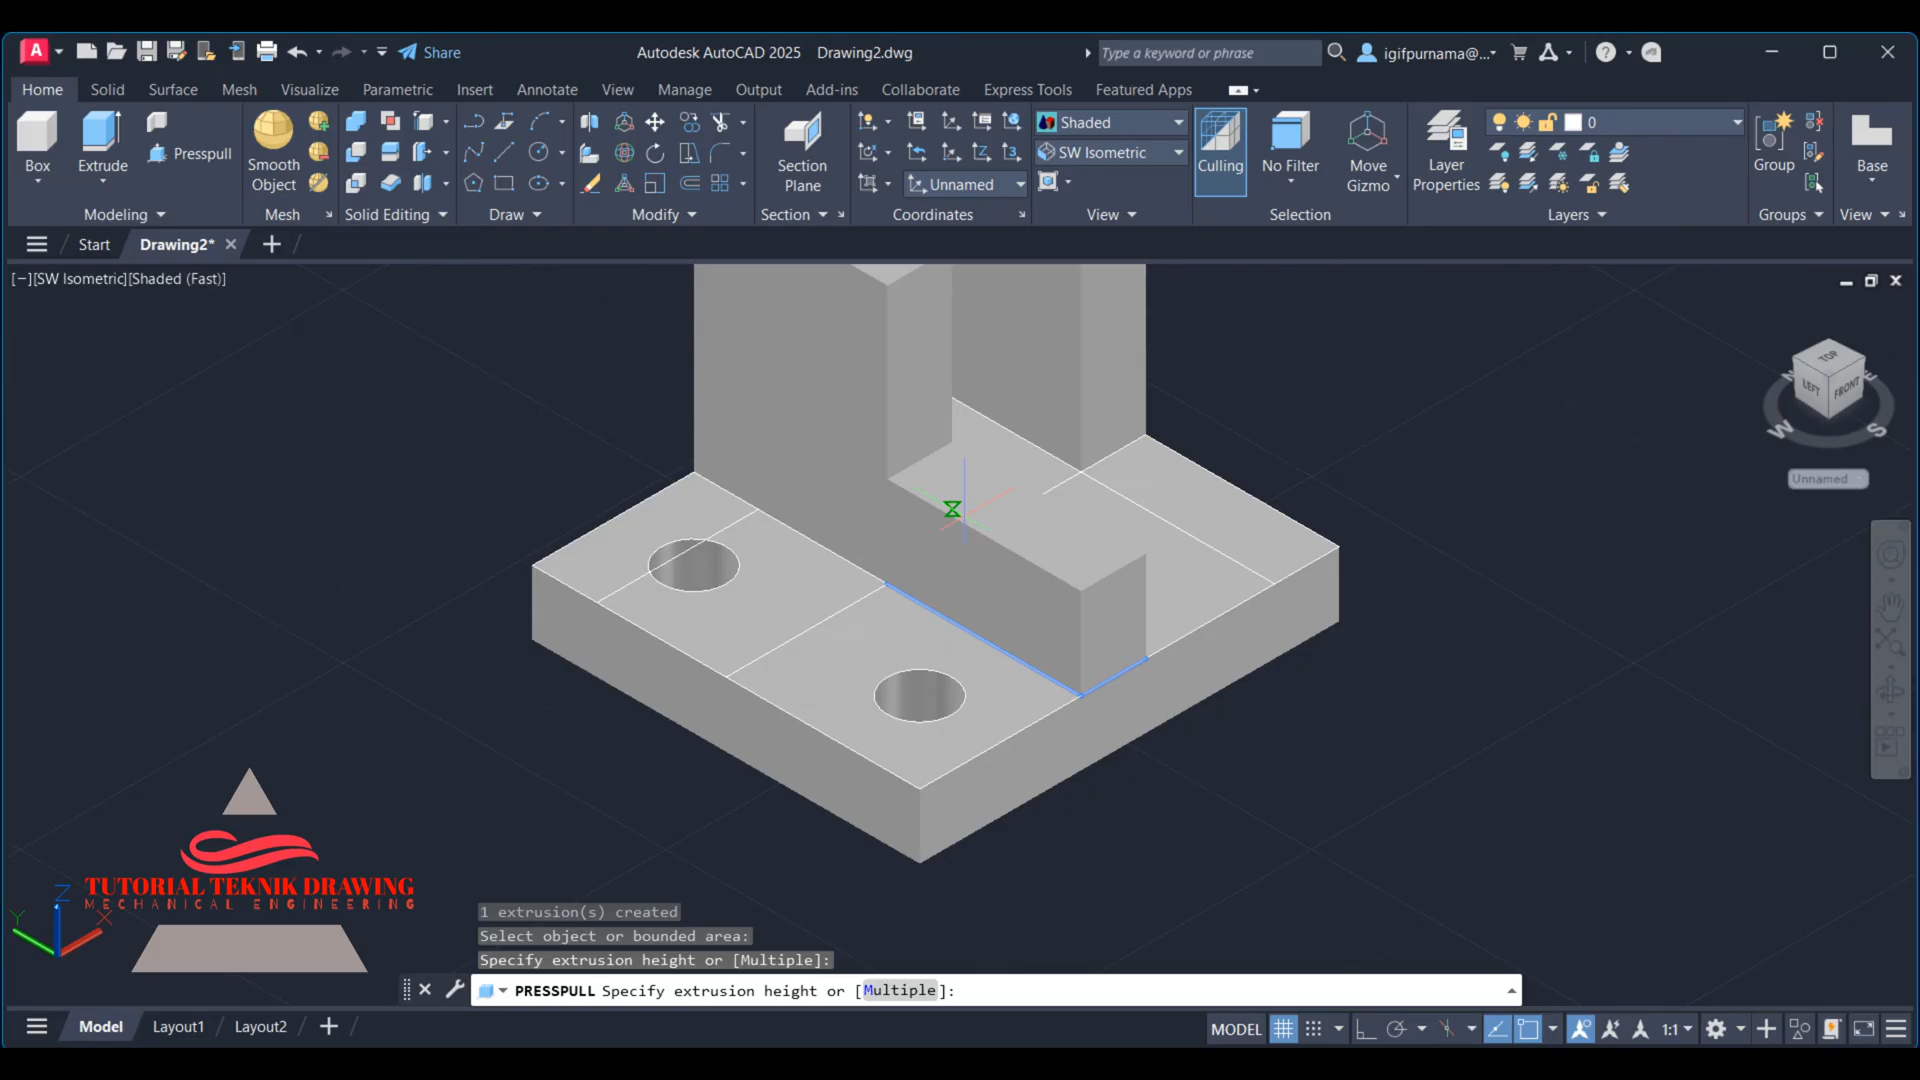 A Share Autodesk AutoCAD 2025 Drawing2.dwg Type a keyword or phrase igifpurnama@...
Home Solid Surface Mesh Visualize Parametric Insert Annotate View Manage Output Add-ins Collaborate Express Tools Featured Apps
Box Extrude Presspull Smooth Object Section Plane Shaded SW Isometric Unnamed Culling No Filter Move Gizmo Layer Properties 0 Group Base
Modeling Mesh Solid Editing Draw Modify Section Coordinates View Selection Layers Groups View
Start Drawing2*
[−][SW Isometric][Shaded (Fast)]
TOP
LEFT FRONT
N E W S
Unnamed
TUTORIAL TEKNIK DRAWING
MECHANICAL ENGINEERING
Z Y X
1 extrusion(s) created
Select object or bounded area:
Specify extrusion height or [Multiple]:
PRESSPULL Specify extrusion height or [Multiple]:
Model Layout1 Layout2 MODEL 1:1